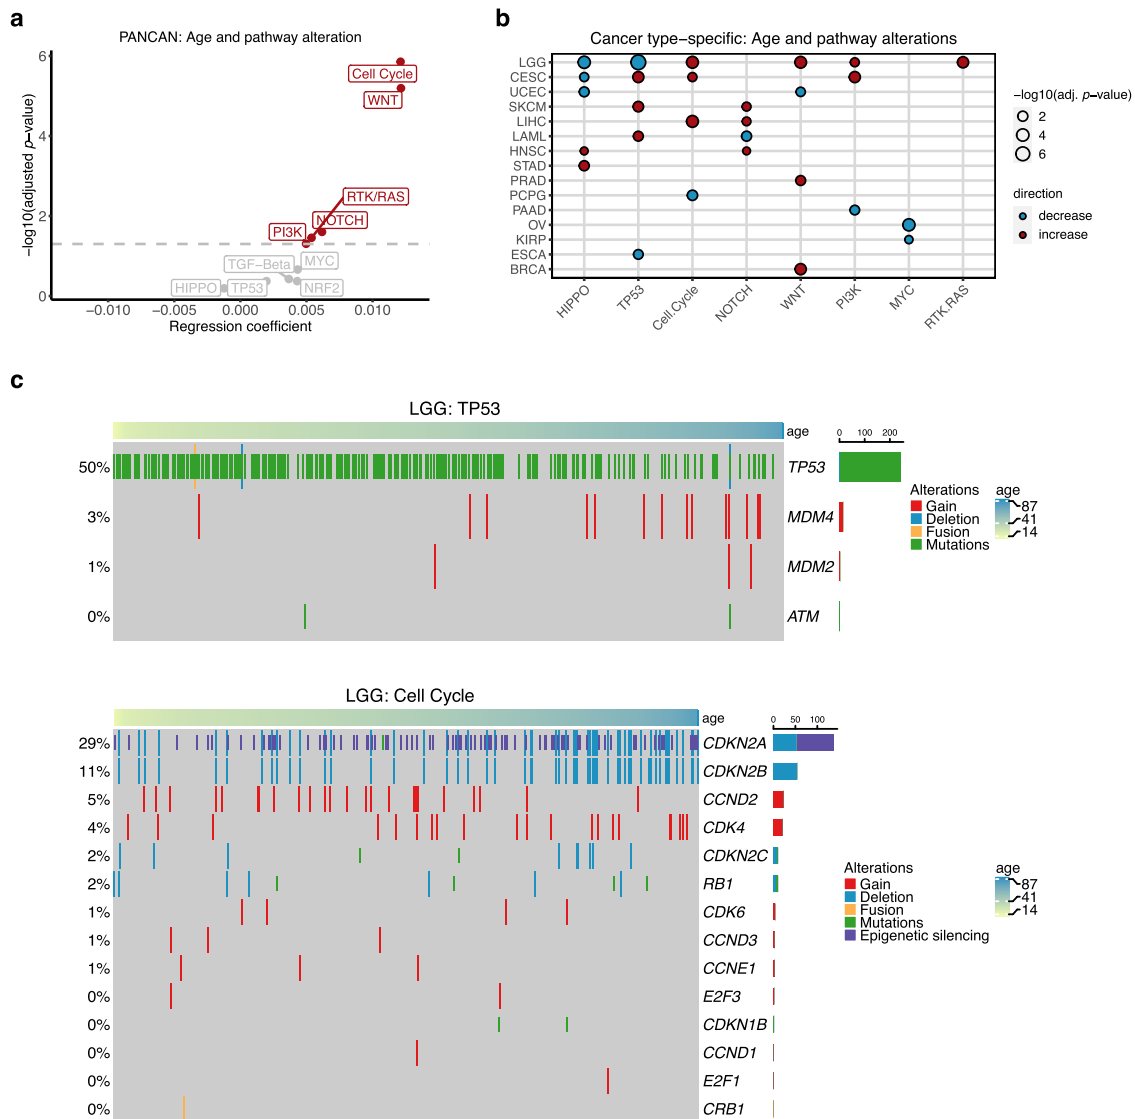 a
PANCAN: Age and pathway alteration
−log10(adjusted p−value)
6
4
2
0
Cell Cycle
WNT
RTK/RAS
NOTCH
PI3K
MYC
TGF−Beta
HIPPO
TP53
NRF2
−0.010
−0.005
0.000
0.005
0.010
Regression coefficient
b
Cancer type−specific: Age and pathway alterations
LGG
CESC
UCEC
SKCM
LIHC
LAML
HNSC
STAD
PRAD
PCPG
PAAD
OV
KIRP
ESCA
BRCA
HIPPO
TP53
Cell.Cycle
NOTCH
WNT
PI3K
MYC
RTK.RAS
−log10(adj. p−value)
2
4
6
direction
decrease
increase
c
LGG: TP53
age
0 100 200
50% TP53
3% MDM4
1% MDM2
0% ATM
Alterations
Gain
Deletion
Fusion
Mutations
age
87
41
14
LGG: Cell Cycle
age
0 50 100
29% CDKN2A
11% CDKN2B
5% CCND2
4% CDK4
2% CDKN2C
2% RB1
1% CDK6
1% CCND3
1% CCNE1
0% E2F3
0% CDKN1B
0% CCND1
0% E2F1
0% CRB1
Alterations
Gain
Deletion
Fusion
Mutations
Epigenetic silencing
age
87
41
14